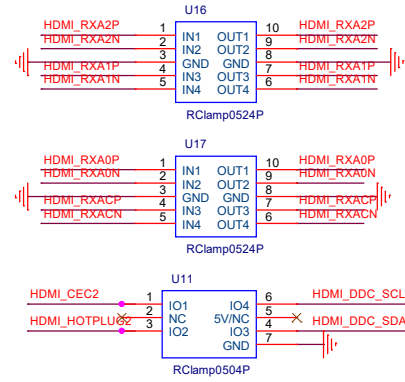 U16
HDMI_RXA2P 1 IN1 OUT1 10 HDMI_RXA2P
HDMI_RXA2N 2 IN2 OUT2 9 HDMI_RXA2N
3 GND GND 8
HDMI_RXA1P 4 IN3 OUT3 7 HDMI_RXA1P
HDMI_RXA1N 5 IN4 OUT4 6 HDMI_RXA1N
RClamp0524P
U17
HDMI_RXA0P 1 IN1 OUT1 10 HDMI_RXA0P
HDMI_RXA0N 2 IN2 OUT2 9 HDMI_RXA0N
3 GND GND 8
HDMI_RXACP 4 IN3 OUT3 7 HDMI_RXACP
HDMI_RXACN 5 IN4 OUT4 6 HDMI_RXACN
RClamp0524P
U11
HDMI_CEC2 1 IO1 IO4 6 HDMI_DDC_SCL
2 NC 5V/NC 5
HDMI_HOTPLUG2 3 IO2 IO3 4 HDMI_DDC_SDA
GND 7
RClamp0504P